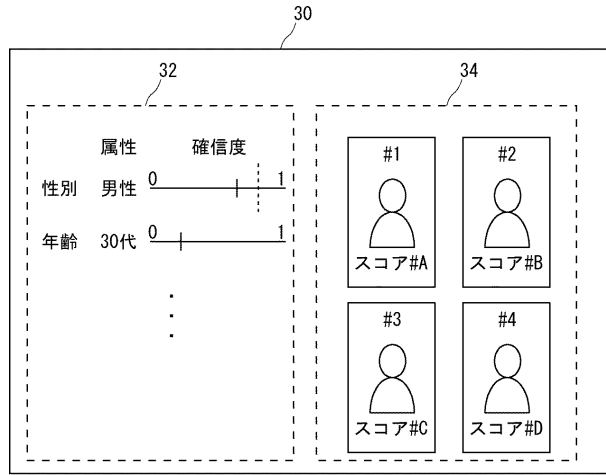 30
32
34
属性 確信度
性別 男性 0 1
年齢 30代 0 1
#1
スコア#A
#2
スコア#B
#3
スコア#C
#4
スコア#D